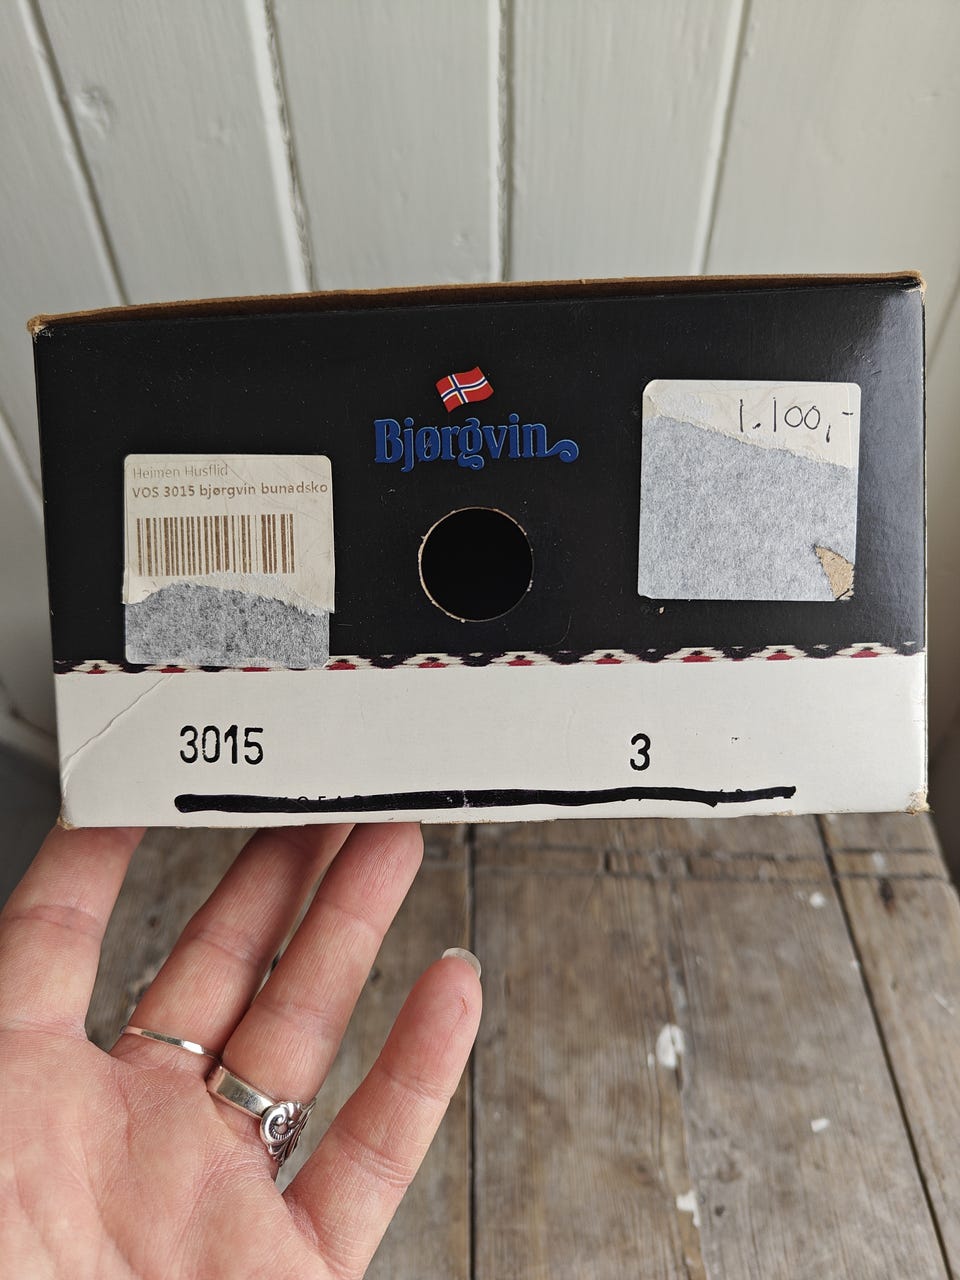 Bjørgvin
1.100,-
Heimen Husflid
VOS 3015 bjørgvin bunadsko
3015
3